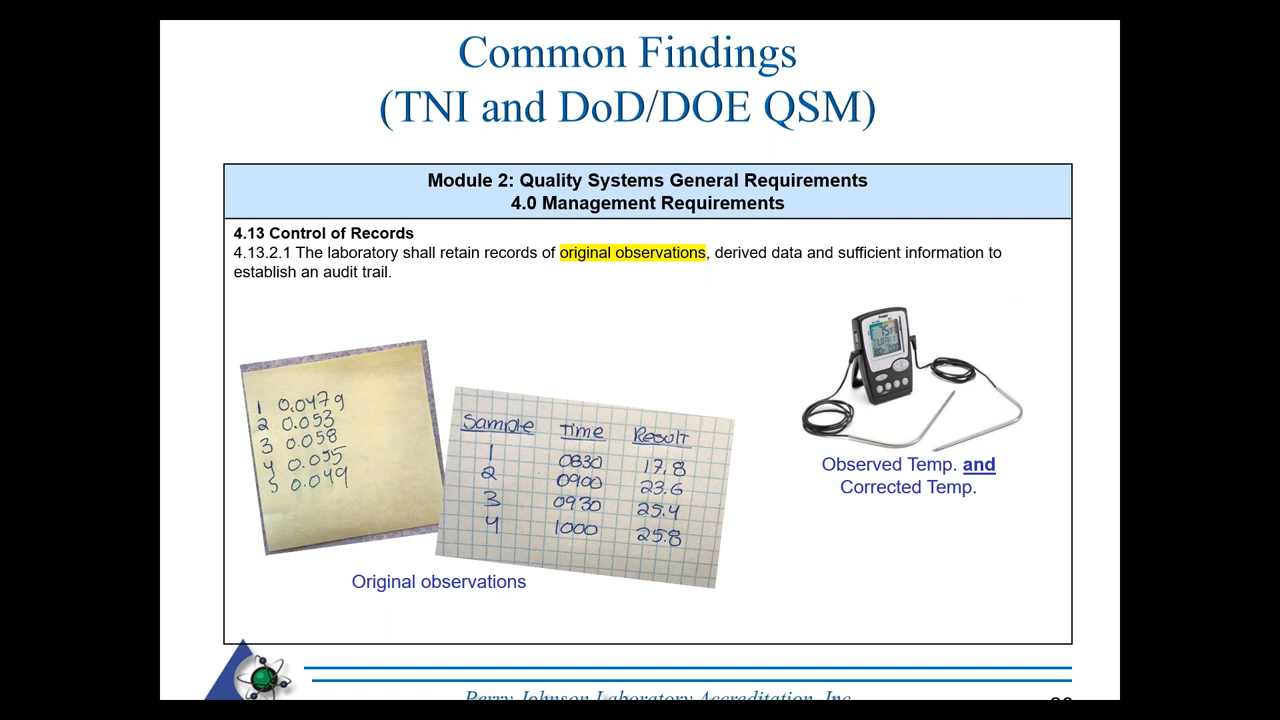 Common Findings
(TNI and DoD/DOE QSM)
Module 2: Quality Systems General Requirements
4.0 Management Requirements
4.13 Control of Records
4.13.2.1 The laboratory shall retain records of original observations, derived data and sufficient information to
establish an audit trail.
1 0.0479
2 0.053
3 0.058
4 0.055
5 0.049
Sample Time Result
1 0830 17.8
2 0900 23.6
3 0930 25.4
4 1000 25.8
Original observations
75°F
Observed Temp. and
Corrected Temp.
Perry Johnson Laboratory Accreditation, Inc.